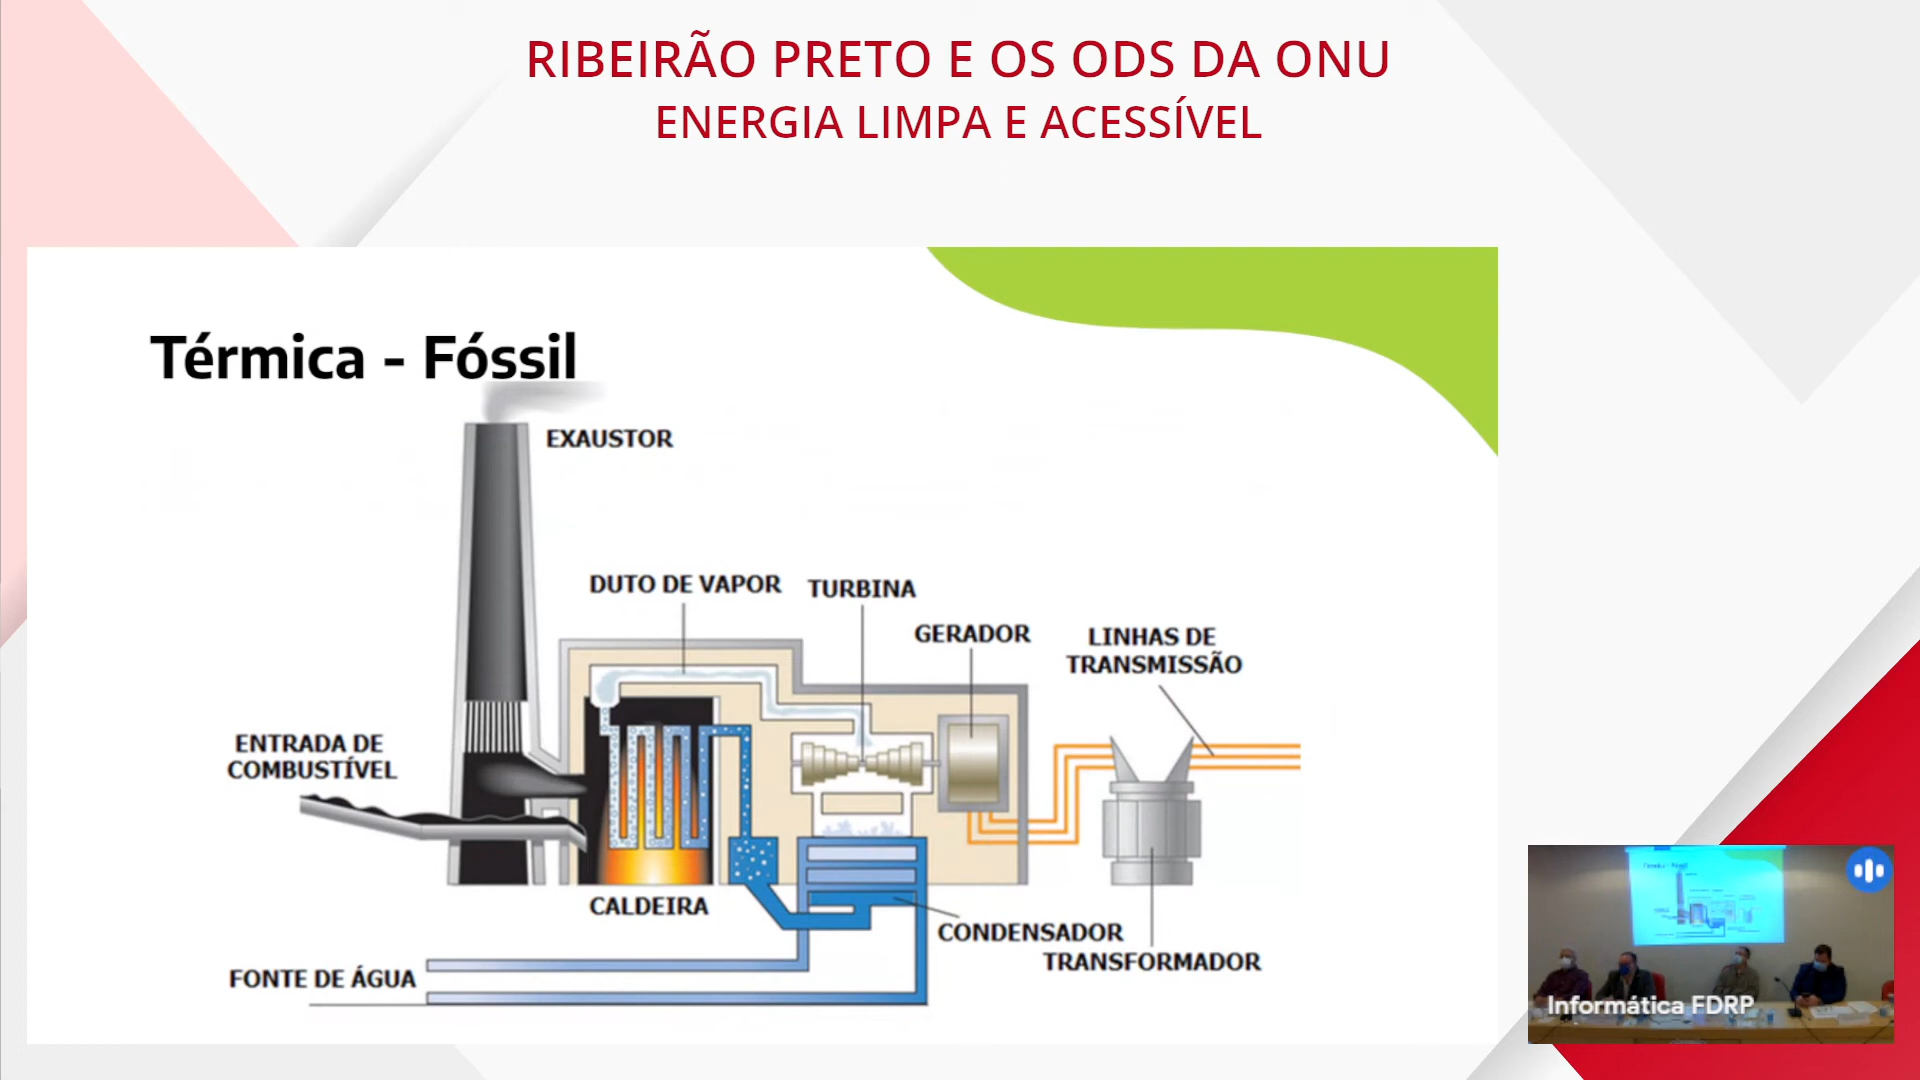 RIBEIRÃO PRETO E OS ODS DA ONU
ENERGIA LIMPA E ACESSÍVEL
Térmica - Fóssil
EXAUSTOR
DUTO DE VAPOR
TURBINA
GERADOR
LINHAS DE
TRANSMISSÃO
ENTRADA DE
COMBUSTÍVEL
CALDEIRA
CONDENSADOR
TRANSFORMADOR
FONTE DE ÁGUA
Informática FDRP